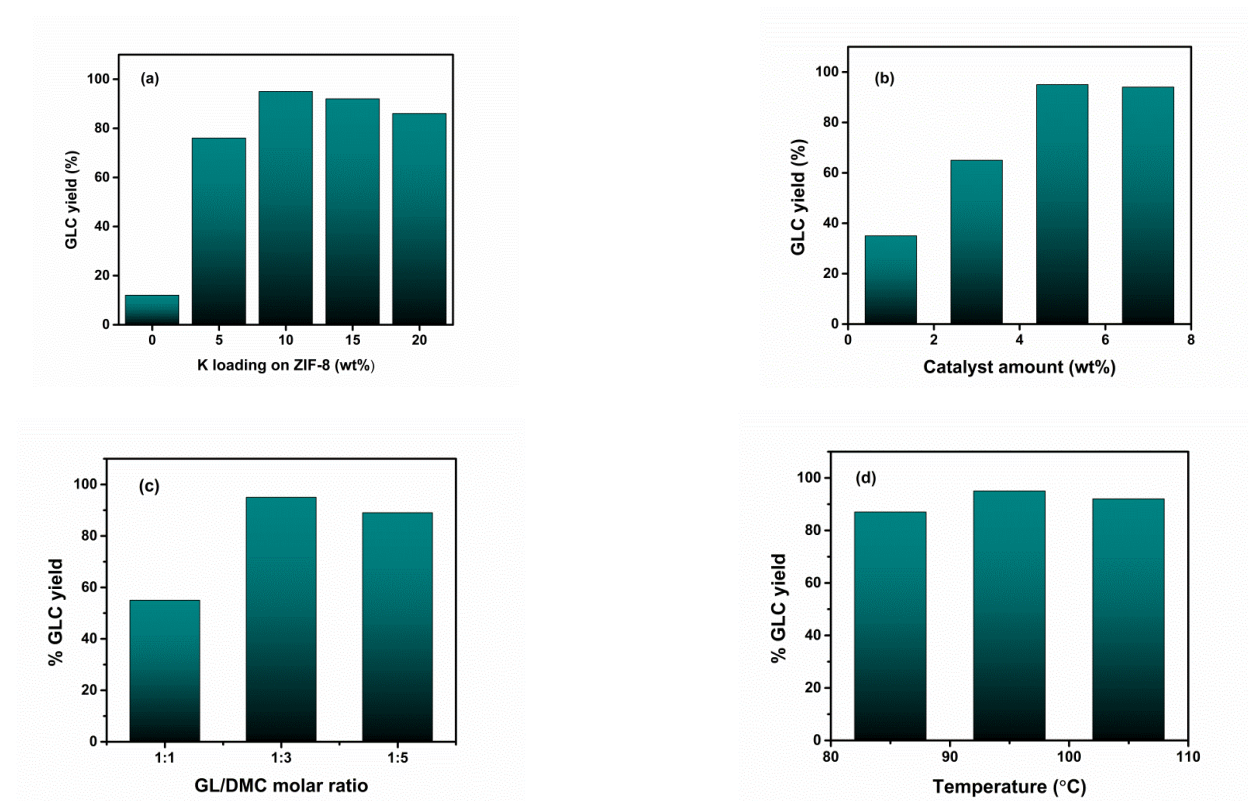 (a)
100
80
60
40
20
0
GLC yield (%)
0 5 10 15 20
K loading on ZIF-8 (wt%)
(b)
100
80
60
40
20
0
GLC yield (%)
0 2 4 6 8
Catalyst amount (wt%)
(c)
100
80
60
40
20
0
% GLC yield
1:1 1:3 1:5
GL/DMC molar ratio
(d)
100
80
60
40
20
0
% GLC yield
80 90 100 110
Temperature (°C)